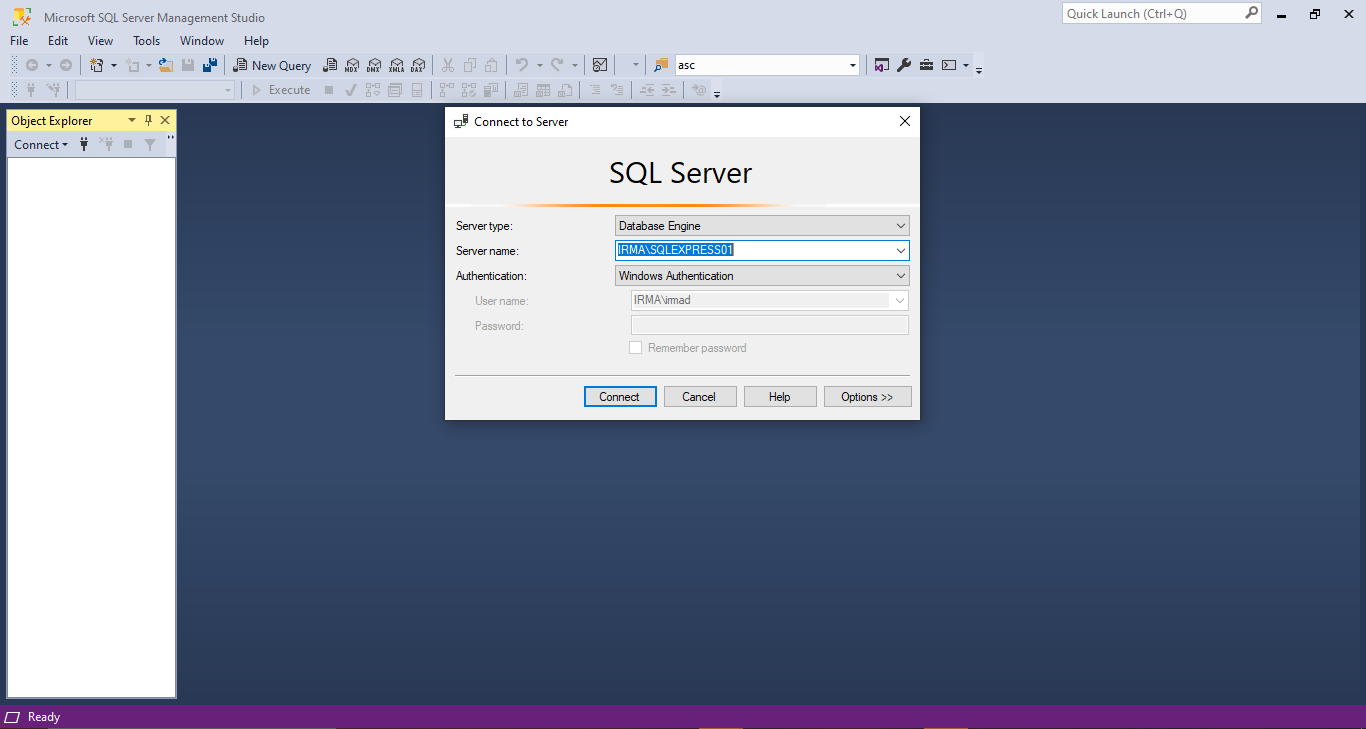 Microsoft SQL Server Management Studio
Quick Launch (Ctrl+Q)
File Edit View Tools Window Help
New Query MDX DMX XMLA DAX asc
Execute
Object Explorer
Connect
Connect to Server
SQL Server
Server type: Database Engine
Server name: IRMA\SQLEXPRESS01
Authentication: Windows Authentication
User name: IRMA\imad
Password:
Remember password
Connect Cancel Help Options >>
Ready